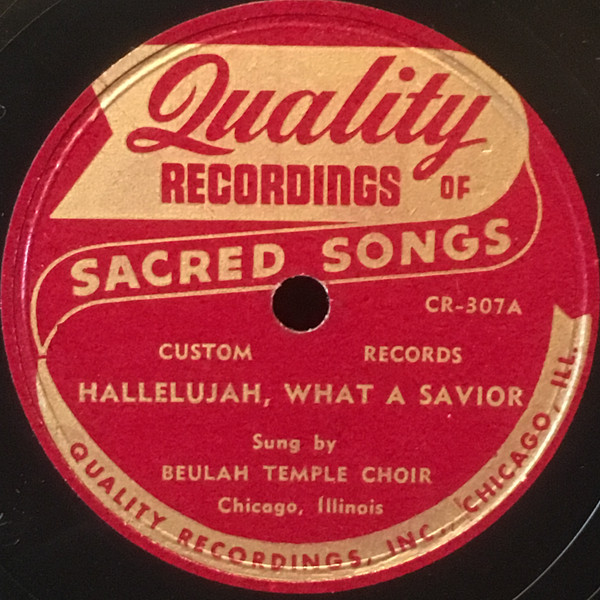 Quality
RECORDINGS OF
SACRED SONGS
CR-307A
CUSTOM RECORDS
HALLELUJAH, WHAT A SAVIOR
Sung by
BEULAH TEMPLE CHOIR
Chicago, Illinois
QUALITY RECORDINGS, INC., CHICAGO, ILL.